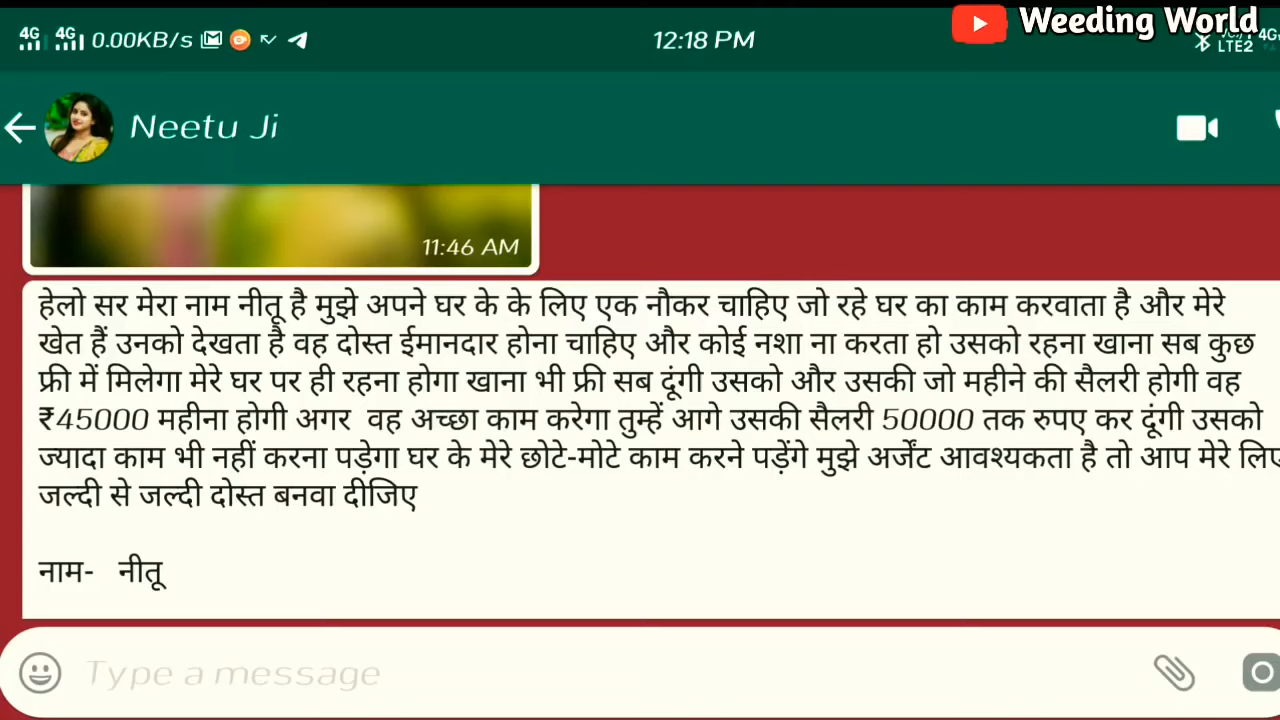 Weeding World
4G 4G 0.00KB/s 12:18 PM LTE2 4G
Neetu Ji
11:46 AM
हेलो सर मेरा नाम नीतू है मुझे अपने घर के के लिए एक नौकर चाहिए जो रहे घर का काम करवाता है और मेरे
खेत हैं उनको देखता है वह दोस्त ईमानदार होना चाहिए और कोई नशा ना करता हो उसको रहना खाना सब कुछ
फ्री में मिलेगा मेरे घर पर ही रहना होगा खाना भी फ्री सब दूंगी उसको और उसकी जो महीने की सैलरी होगी वह
₹45000 महीना होगी अगर वह अच्छा काम करेगा तुम्हें आगे उसकी सैलरी 50000 तक रुपए कर दूंगी उसको
ज्यादा काम भी नहीं करना पड़ेगा घर के मेरे छोटे-मोटे काम करने पड़ेंगे मुझे अर्जेंट आवश्यकता है तो आप मेरे लिए
जल्दी से जल्दी दोस्त बनवा दीजिए
नाम- नीतू
Type a message